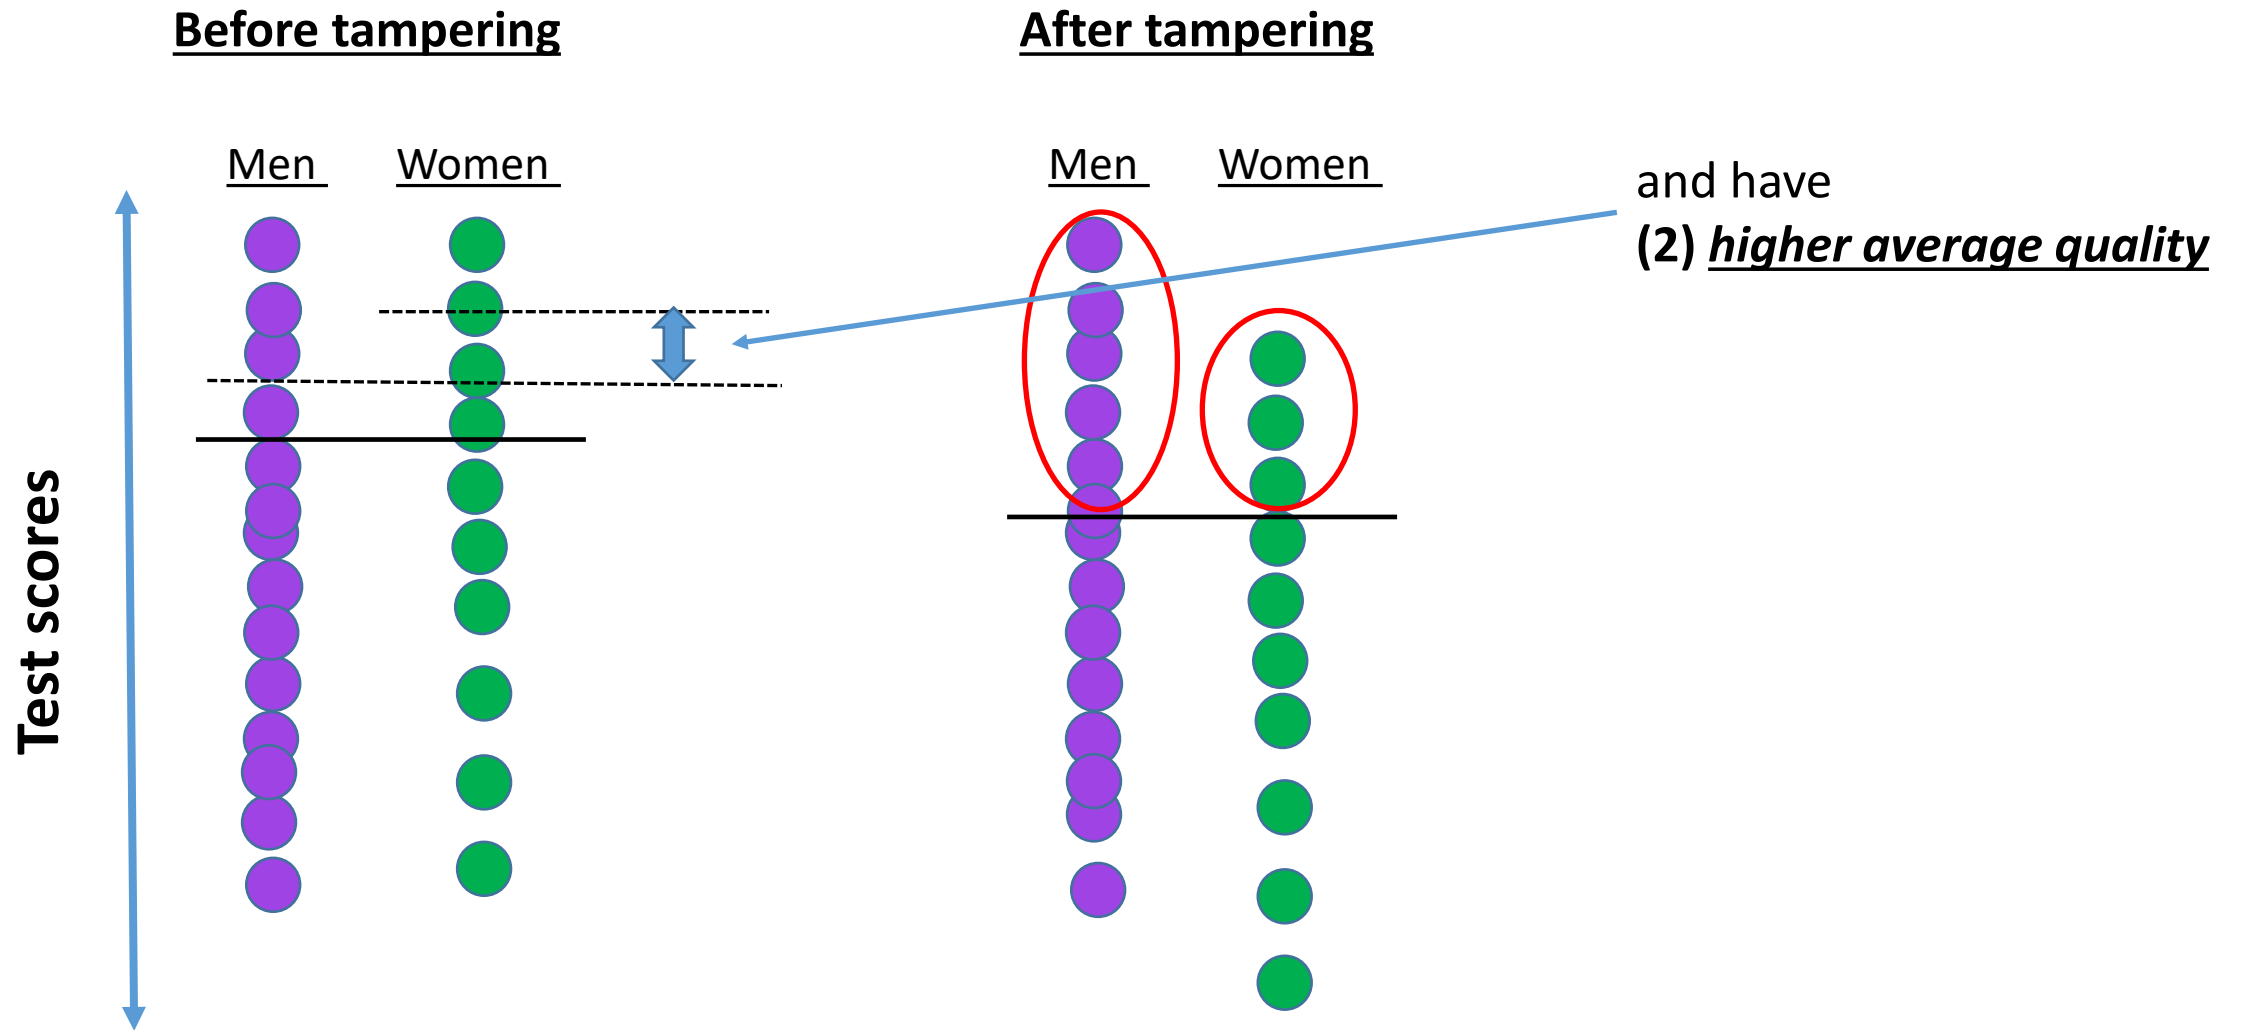 Before tampering
After tampering
Men
Women
Men
Women
and have
(2) higher average quality
Test scores